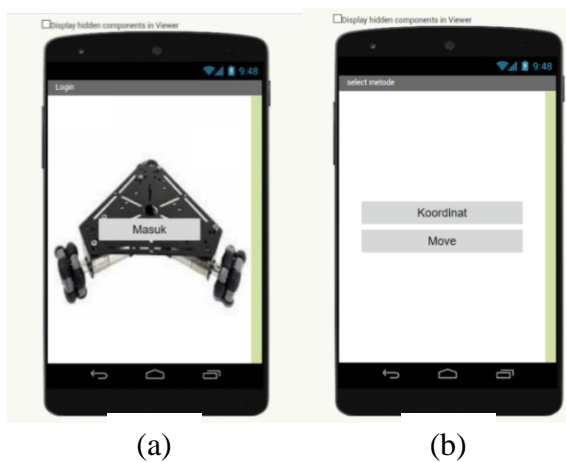 Display hidden components in Viewer
9:48
Login
Masuk
(a)
Display hidden components in Viewer
9:48
select metode
Koordinat
Move
(b)